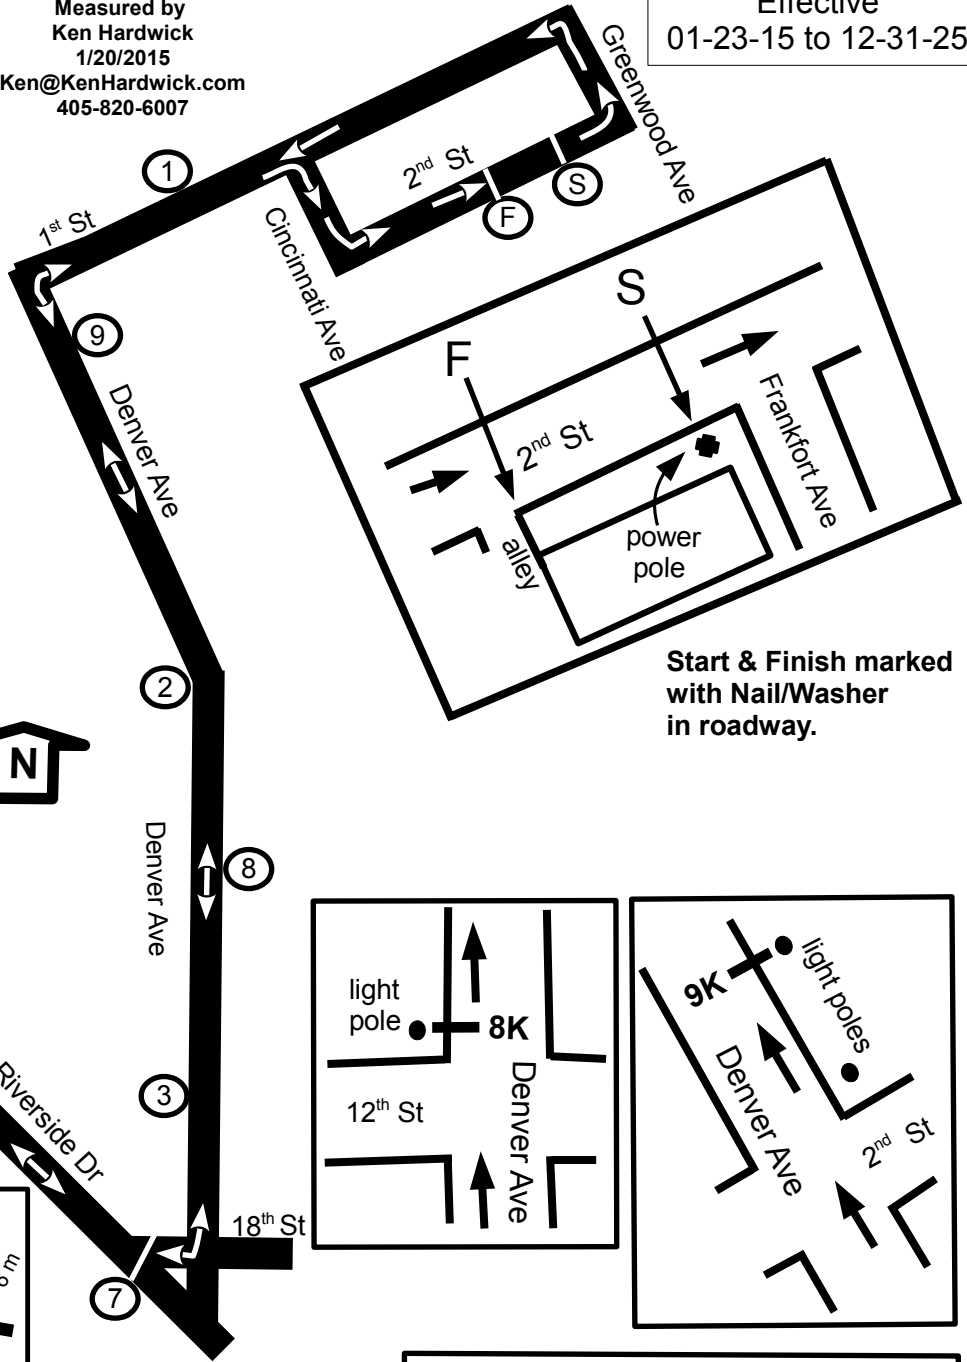 Measured by
Ken Hardwick
1/20/2015
Ken@KenHardwick.com
405-820-6007
Effective
01-23-15 to 12-31-25
Greenwood Ave
1
2nd St
S
F
1st St
Cincinnati Ave
9
Denver Ave
S
F
2nd St
Frankfort Ave
alley
power
pole
Start & Finish marked
with Nail/Washer
in roadway.
2
N
Denver Ave
8
3
Riverside Dr
18th St
7
light
pole
8K
12th St
Denver Ave
9K
light poles
Denver Ave
2nd St